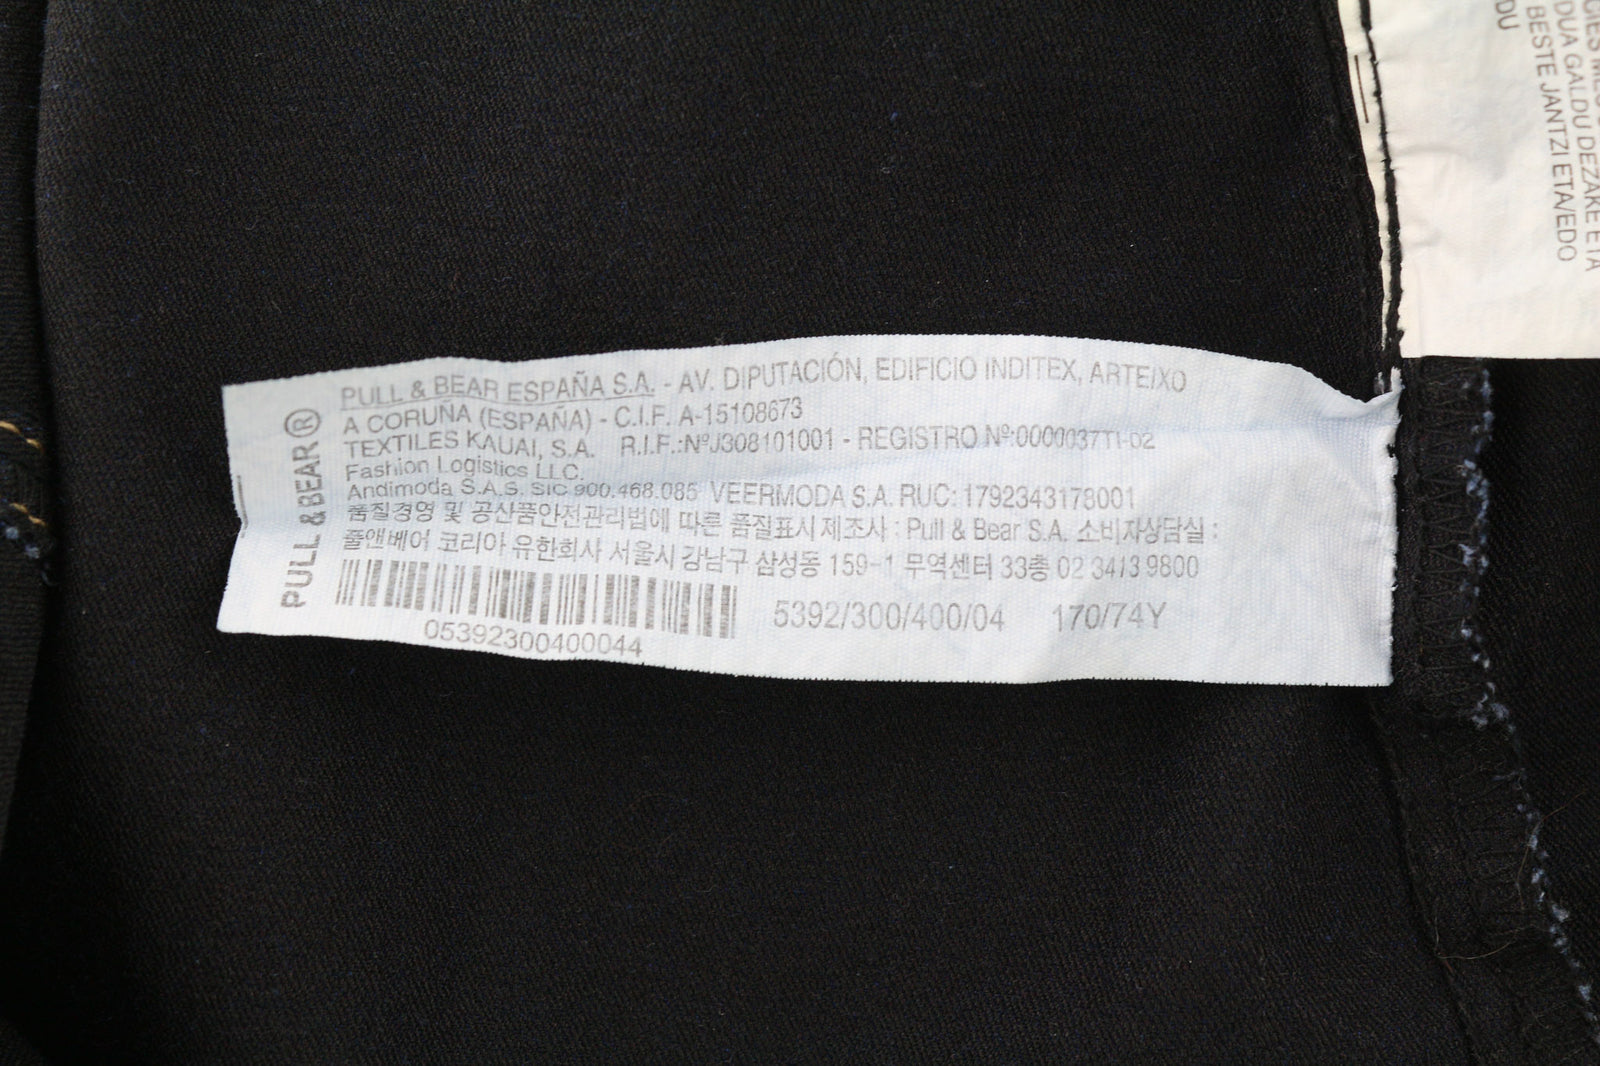 PULL & BEAR®
PULL & BEAR ESPAÑA S.A. - AV. DIPUTACIÓN, EDIFICIO INDITEX, ARTEIXO
A CORUÑA (ESPAÑA) - C.I.F. A-15108673
TEXTILES KAUAI, S.A. R.I.F.:NºJ308101001 - REGISTRO Nº:0000037TI-02
Fashion Logistics LLC.
Andimoda S.A.S. SIC 900.468.085 VEERMODA S.A. RUC: 1792343178001
품질경영 및 공산품안전관리법에 따른 품질표시 제조사 : Pull & Bear S.A. 소비자상담실 :
풀앤베어 코리아 유한회사 서울시 강남구 삼성동 159-1 무역센터 33층 02 3413 9800
05392300400044
5392/300/400/04 170/74Y
DUA GALDU DEZAKE ETA
BESTE JANTZI ETA/EDO
DU